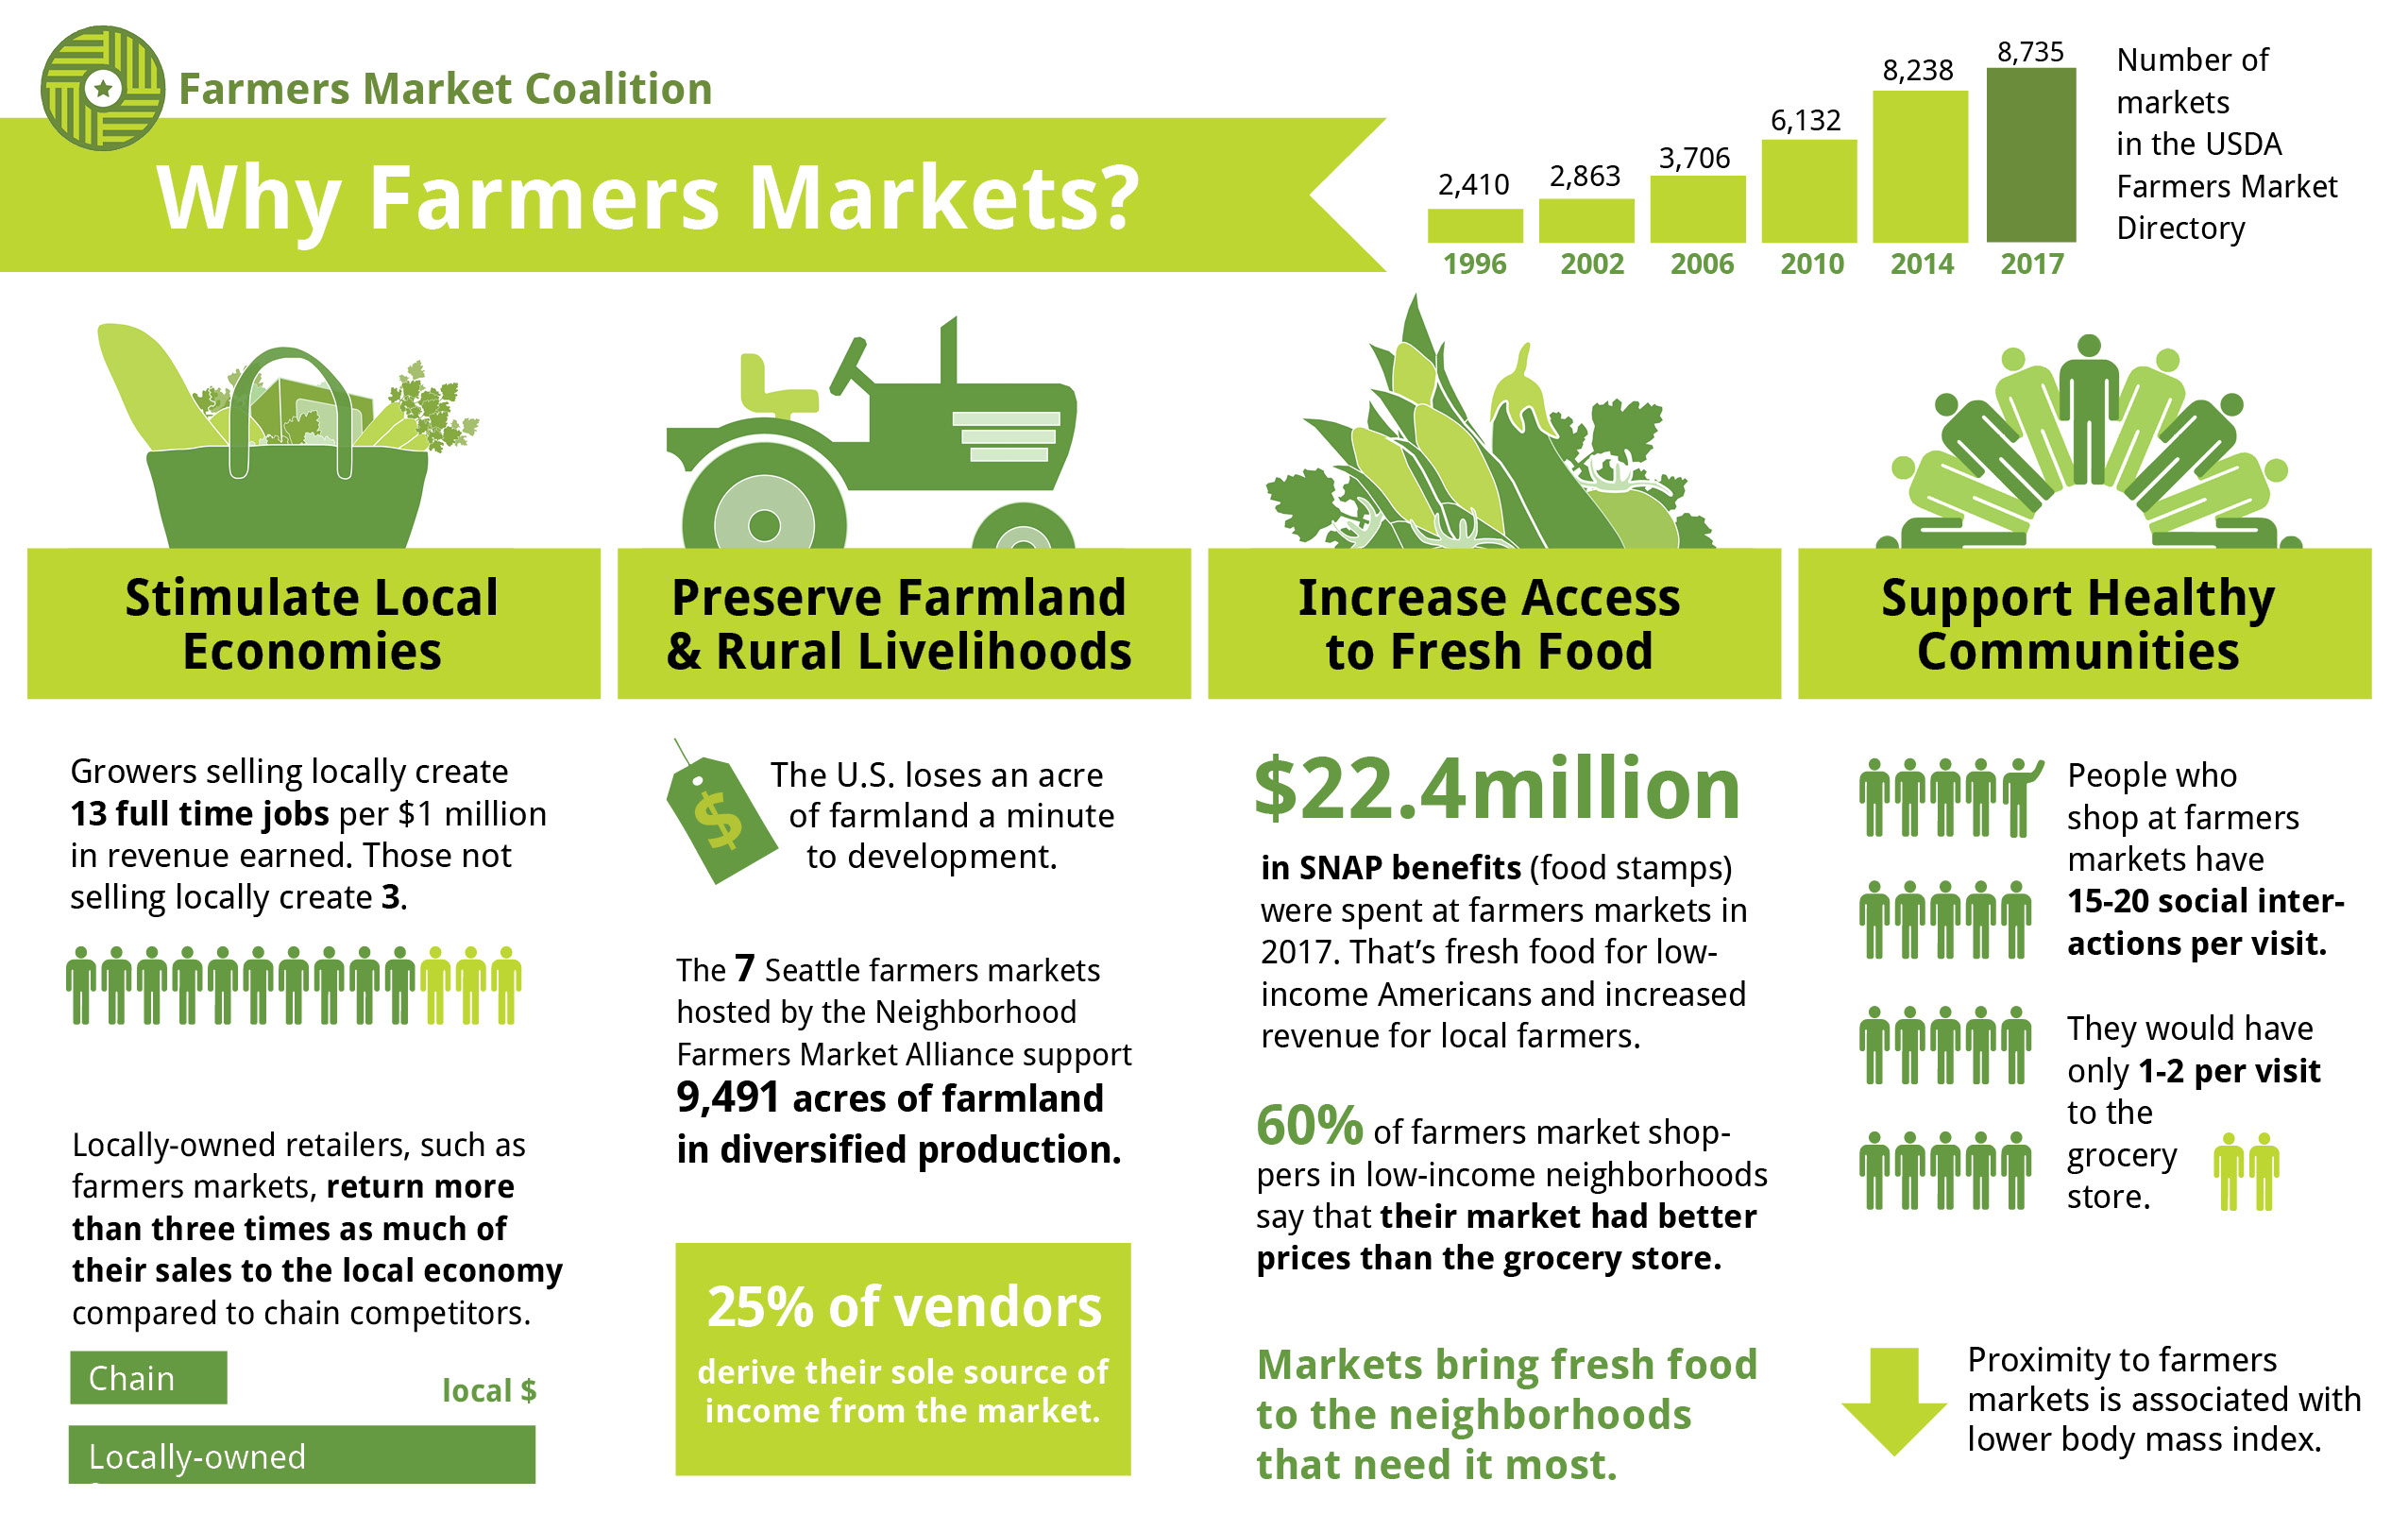 Farmers Market Coalition
Why Farmers Markets?
2,410
2,863
3,706
6,132
8,238
8,735
1996
2002
2006
2010
2014
2017
Number of
markets
in the USDA
Farmers Market
Directory
Stimulate Local
Economies
Growers selling locally create
13 full time jobs per $1 million
in revenue earned. Those not
selling locally create 3.
Locally-owned retailers, such as
farmers markets, return more
than three times as much of
their sales to the local economy
compared to chain competitors.
Chain
local $
Locally-owned
Preserve Farmland
& Rural Livelihoods
$
The U.S. loses an acre
of farmland a minute
to development.
The 7 Seattle farmers markets
hosted by the Neighborhood
Farmers Market Alliance support
9,491 acres of farmland
in diversified production.
25% of vendors
derive their sole source of
income from the market.
Increase Access
to Fresh Food
$22.4 million
in SNAP benefits (food stamps)
were spent at farmers markets in
2017. That’s fresh food for low-
income Americans and increased
revenue for local farmers.
60% of farmers market shop-
pers in low-income neighborhoods
say that their market had better
prices than the grocery store.
Markets bring fresh food
to the neighborhoods
that need it most.
Support Healthy
Communities
People who
shop at farmers
markets have
15-20 social inter-
actions per visit.
They would have
only 1-2 per visit
to the
grocery
store.
Proximity to farmers
markets is associated with
lower body mass index.